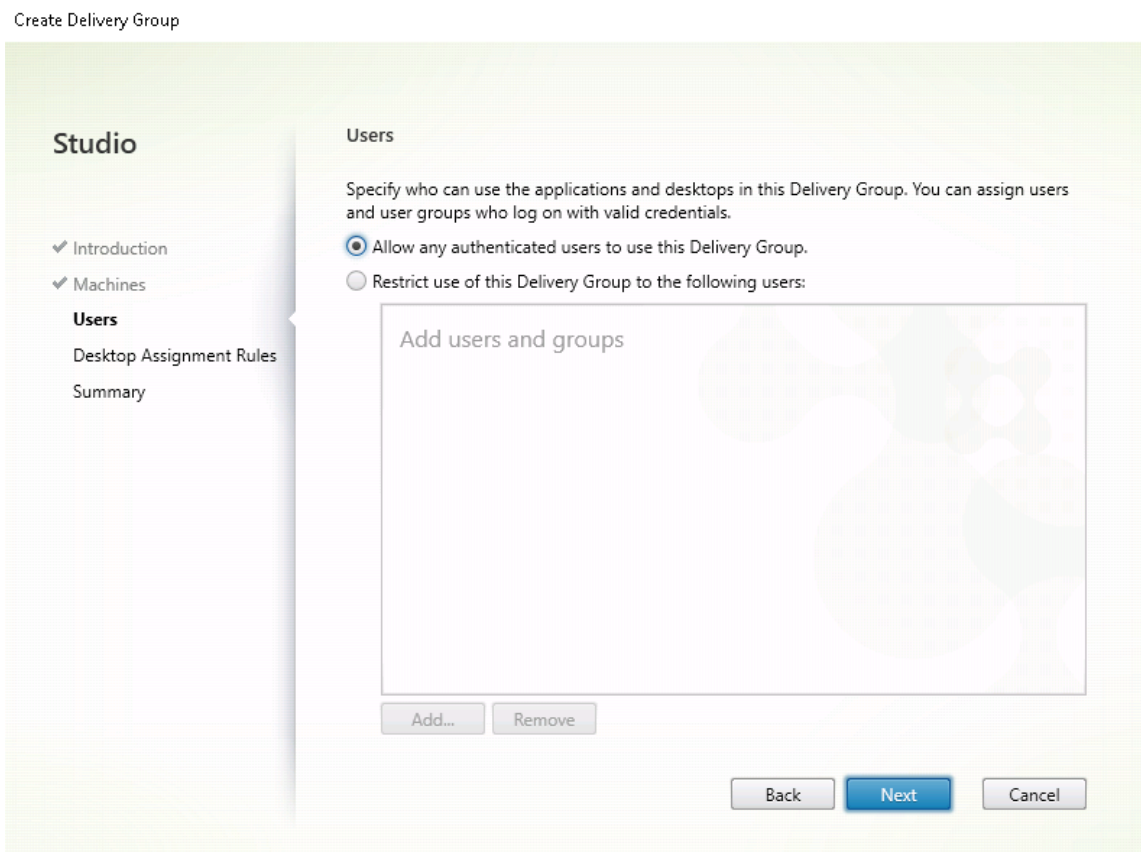 Create Delivery Group
Studio
Introduction
Machines
Users
Desktop Assignment Rules
Summary
Users
Specify who can use the applications and desktops in this Delivery Group. You can assign users
and user groups who log on with valid credentials.
Allow any authenticated users to use this Delivery Group.
Restrict use of this Delivery Group to the following users:
Add users and groups
Add...
Remove
Back
Next
Cancel